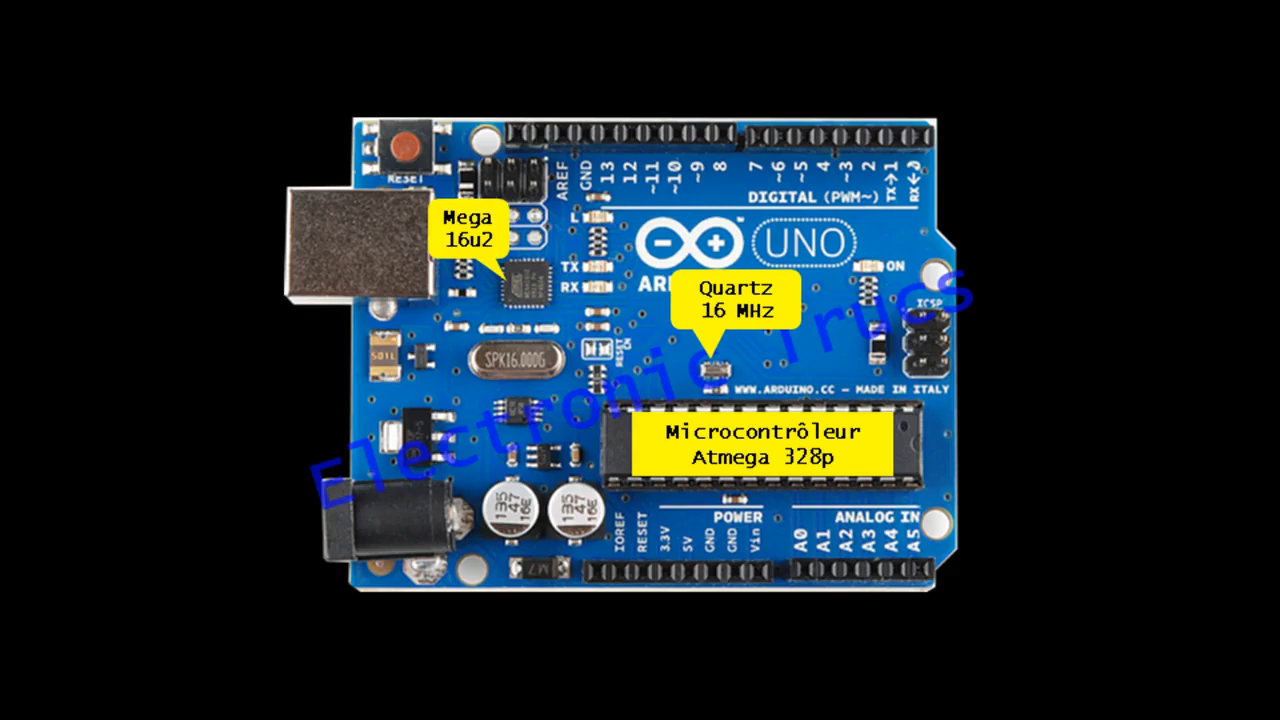 RESET
AREF
GND
13
12
~11
~10
~9
8
7
~6
~5
4
~3
2
TX→1
RX←0
DIGITAL (PWM~)
Mega
16u2
L
TX
RX
UNO
ON
Quartz
16 MHz
ICSP
SPK16.000G
RESET
EN
WWW.ARDUINO.CC — MADE IN ITALY
Electronic Trucs
Microcontrôleur
Atmega 328p
135
47
16E
135
47
16E
M7
POWER
ANALOG IN
IOREF
RESET
3.3V
5V
GND
GND
Vin
A0
A1
A2
A3
A4
A5